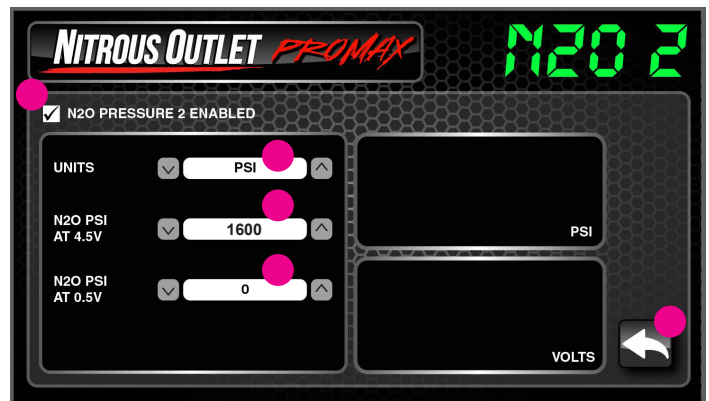 NITROUS OUTLET PROMAX
N2O 2
N2O PRESSURE 2 ENABLED
UNITS
PSI
N2O PSI
AT 4.5V
1600
N2O PSI
AT 0.5V
0
PSI
VOLTS